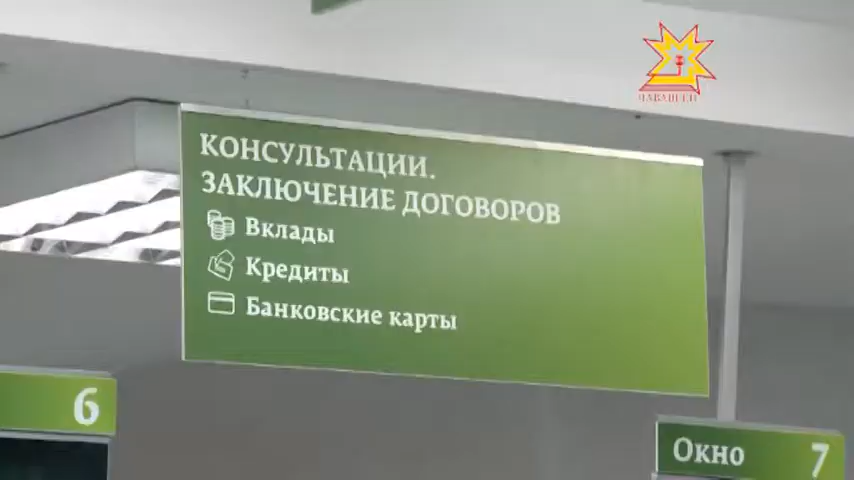 КОНСУЛЬТАЦИИ.
ЗАКЛЮЧЕНИЕ ДОГОВОРОВ
Вклады
Кредиты
Банковские карты
6
Окно 7